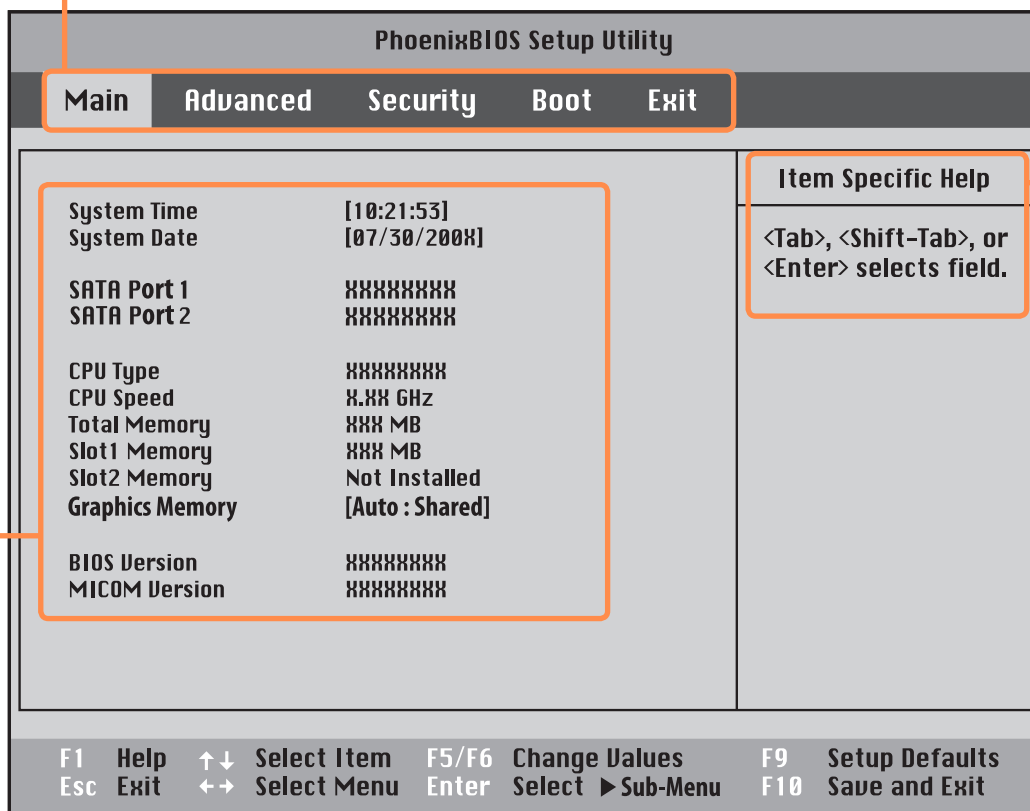 PhoenixBIOS Setup Utility
Main Advanced Security Boot Exit
Item Specific Help
<Tab>, <Shift-Tab>, or
<Enter> selects field.
System Time [10:21:53]
System Date [07/30/200X]
SATA Port 1 XXXXXXXX
SATA Port 2 XXXXXXXX
CPU Type XXXXXXXX
CPU Speed X.XX GHz
Total Memory XXX MB
Slot1 Memory XXX MB
Slot2 Memory Not Installed
Graphics Memory [Auto : Shared]
BIOS Version XXXXXXXX
MICOM Version XXXXXXXX
F1 Help ↑↓ Select Item F5/F6 Change Values F9 Setup Defaults
Esc Exit ←→ Select Menu Enter Select ▶ Sub-Menu F10 Save and Exit